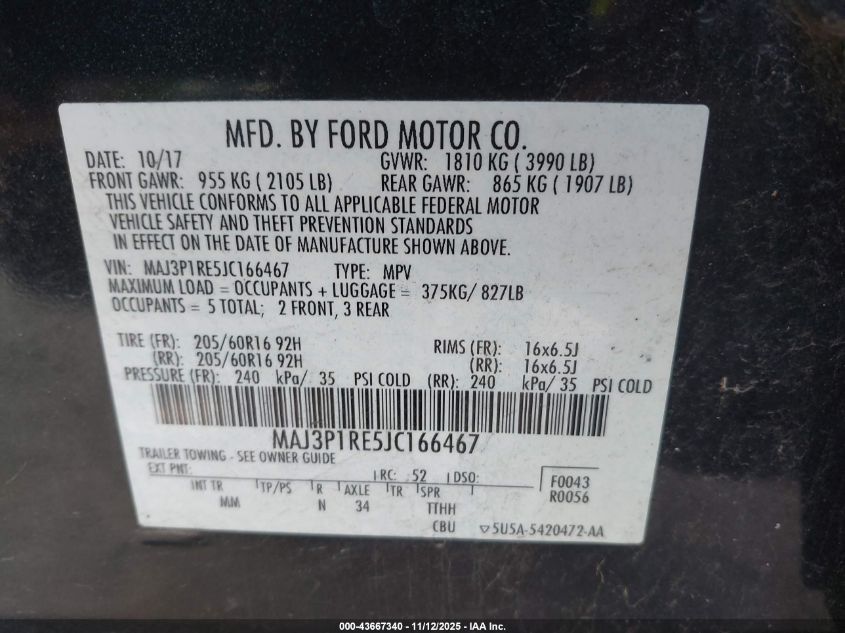 MFD. BY FORD MOTOR CO.
DATE: 10/17 GVWR: 1810 KG ( 3990 LB)
FRONT GAWR: 955 KG ( 2105 LB) REAR GAWR: 865 KG ( 1907 LB)
THIS VEHICLE CONFORMS TO ALL APPLICABLE FEDERAL MOTOR
VEHICLE SAFETY AND THEFT PREVENTION STANDARDS
IN EFFECT ON THE DATE OF MANUFACTURE SHOWN ABOVE.
VIN: MAJ3P1RE5JC166467 TYPE: MPV
MAXIMUM LOAD = OCCUPANTS + LUGGAGE = 375KG/ 827LB
OCCUPANTS = 5 TOTAL; 2 FRONT, 3 REAR
TIRE (FR): 205/60R16 92H RIMS (FR): 16x6.5J
(RR): 205/60R16 92H (RR): 16x6.5J
PRESSURE (FR): 240 kPa/ 35 PSI COLD (RR): 240 kPa/ 35 PSI COLD
MAJ3P1RE5JC166467
TRAILER TOWING - SEE OWNER GUIDE
EXT PNT: RC: 52 DSO: F0043
INT TR TP/PS R AXLE TR SPR R0056
MM N 34 TTHH
CBU 5U5A-5420472-AA
000-43667340 - 11/12/2025 - IAA Inc.